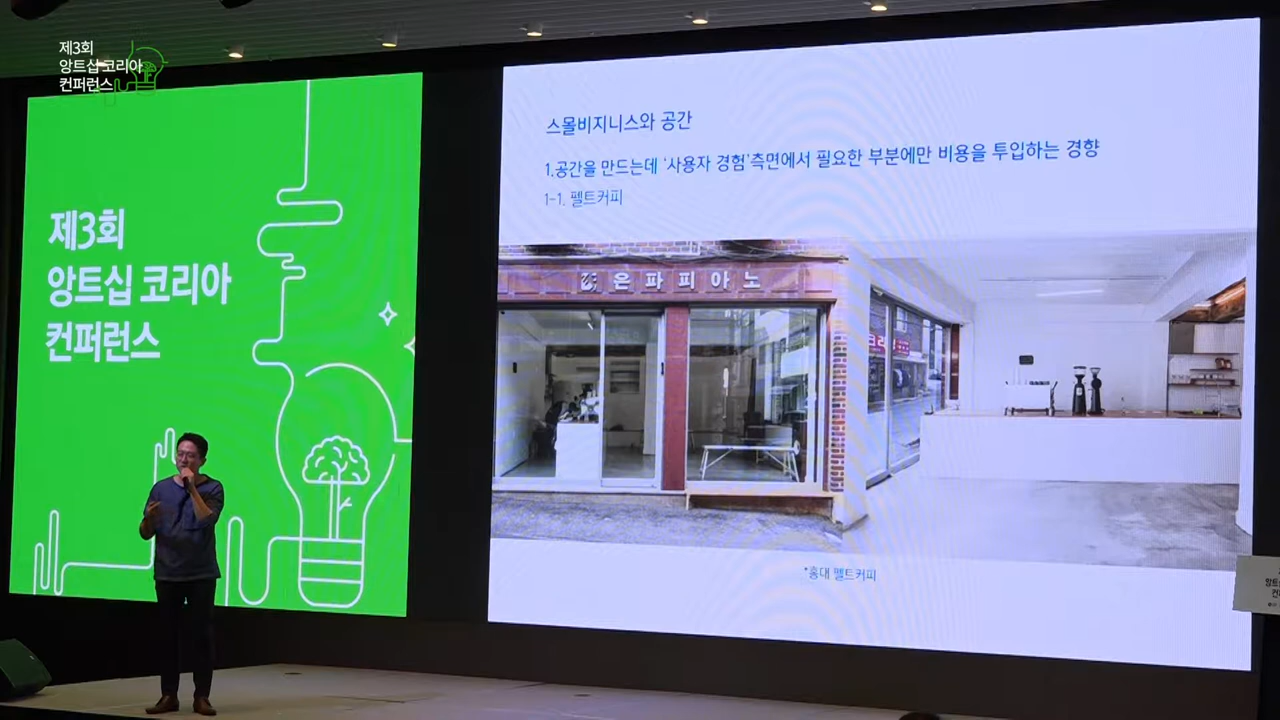 제3회
앙트십 코리아
컨퍼런스
제3회
앙트십 코리아
컨퍼런스
스몰비지니스와 공간
1.공간을 만드는데 '사용자 경험'측면에서 필요한 부분에만 비용을 투입하는 경향
1-1. 펠트커피
은파피아노
*홍대 펠트커피